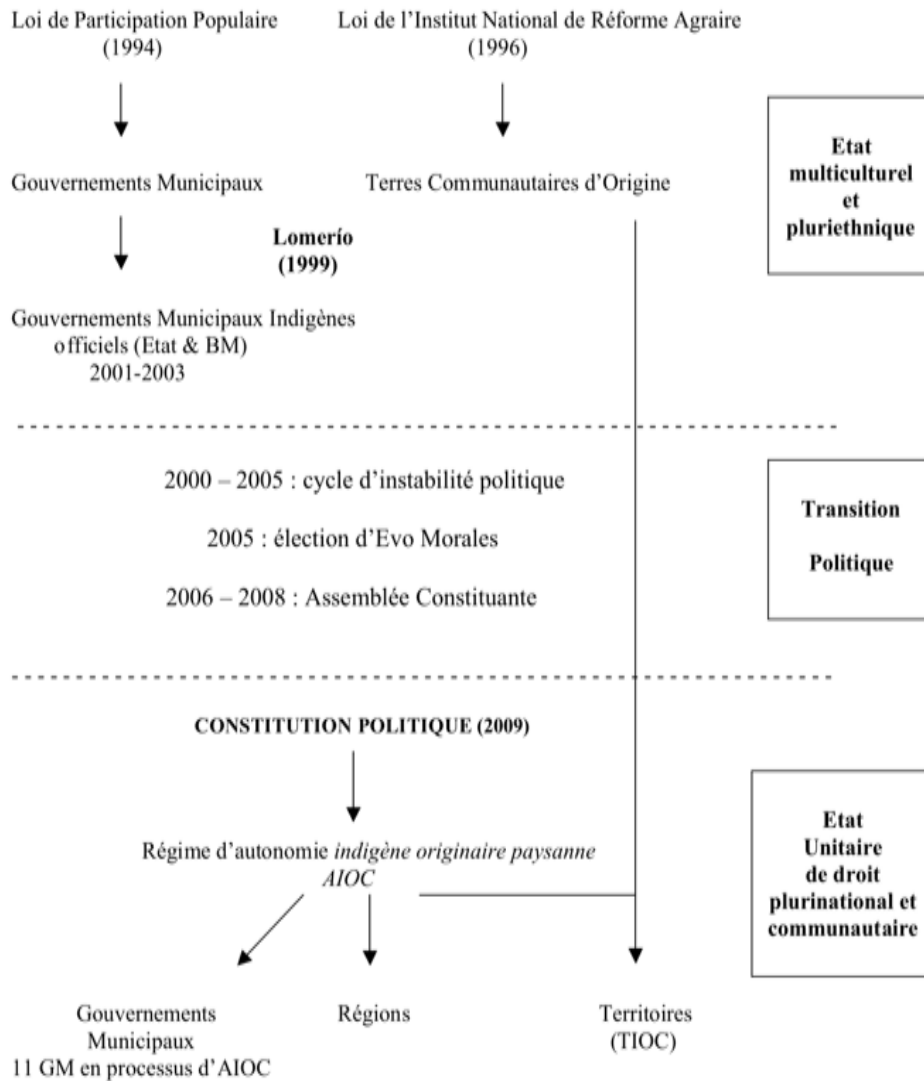 Loi de Participation Populaire
(1994)
Loi de l’Institut National de Réforme Agraire
(1996)
Etat
multiculturel
et
pluriethnique
Gouvernements Municipaux
Terres Communautaires d’Origine
Lomerío
(1999)
Gouvernements Municipaux Indigènes
officiels (Etat & BM)
2001-2003
2000 – 2005 : cycle d’instabilité politique
2005 : élection d’Evo Morales
2006 – 2008 : Assemblée Constituante
Transition
Politique
CONSTITUTION POLITIQUE (2009)
Régime d’autonomie indigène originaire paysanne
AIOC
Etat
Unitaire
de droit
plurinational et
communautaire
Gouvernements
Municipaux
11 GM en processus d’AIOC
Régions
Territoires
(TIOC)